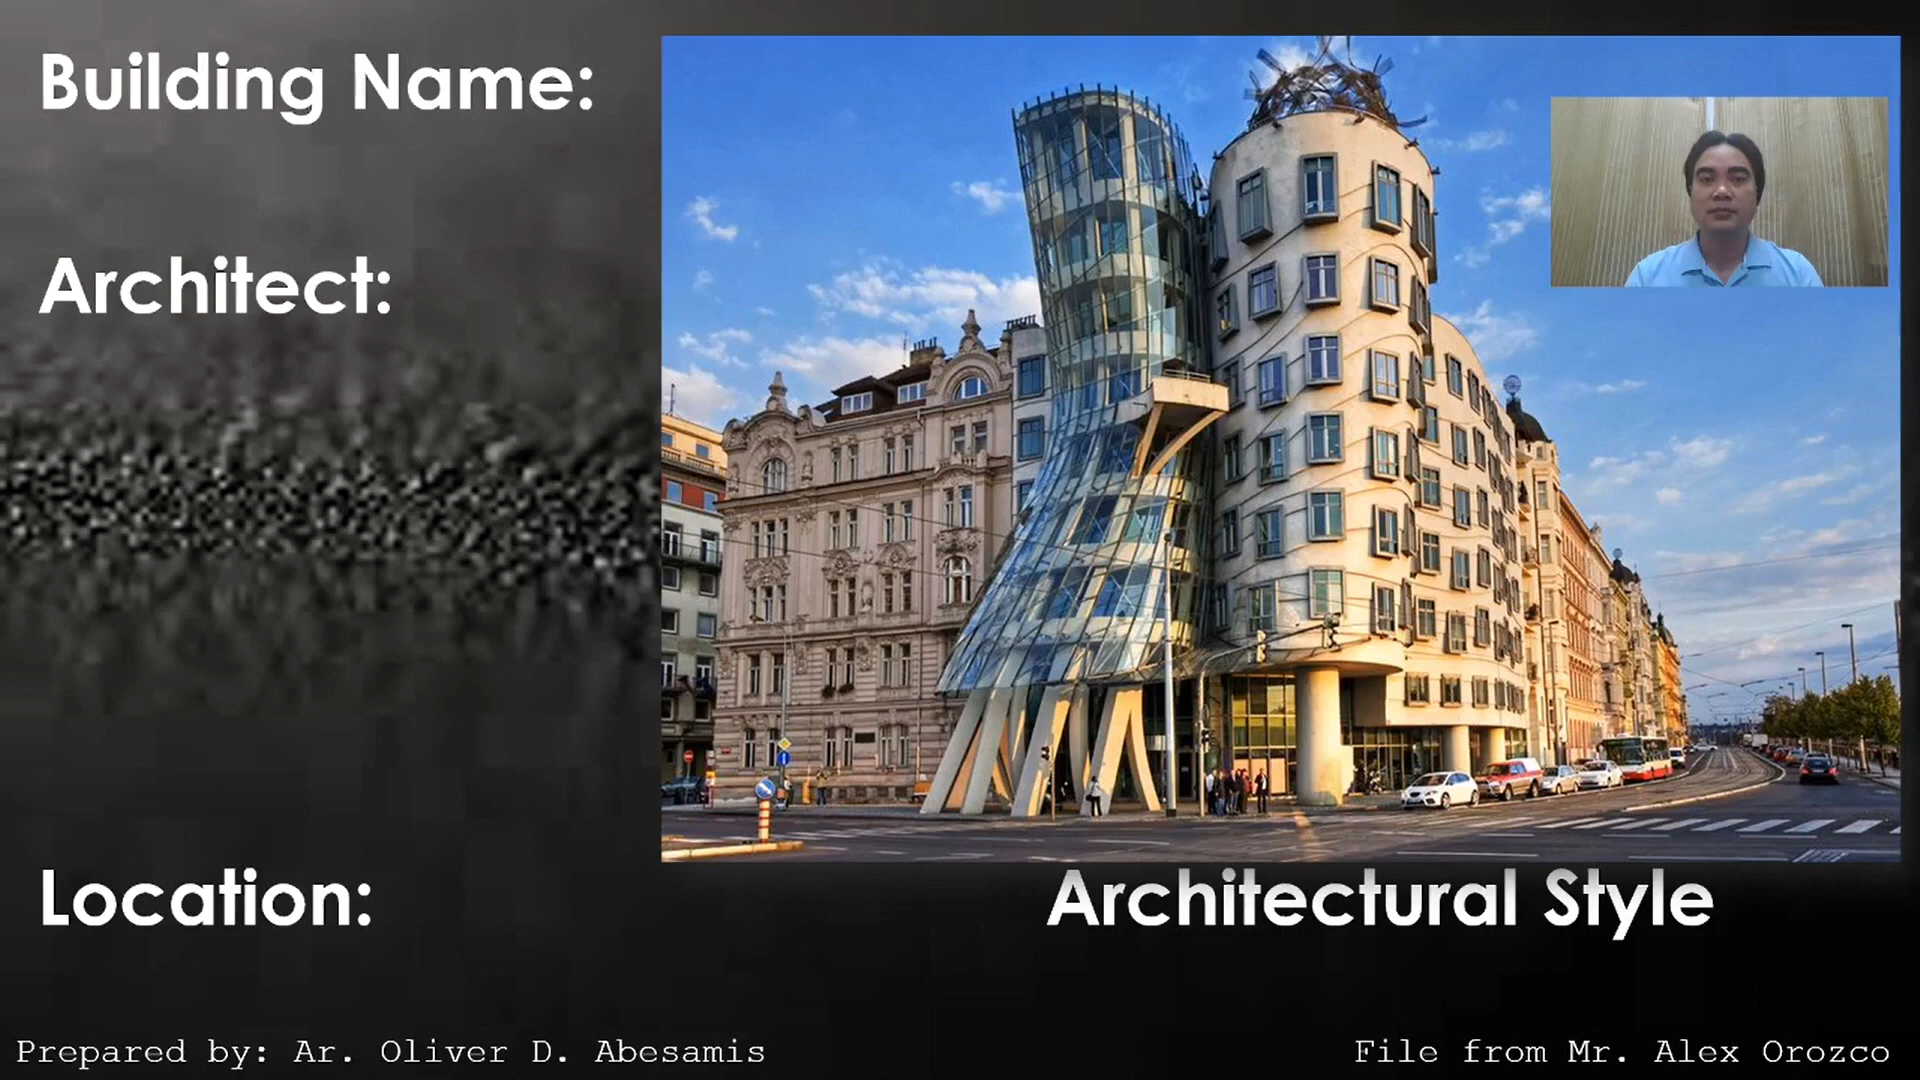 Building Name:
Architect:
Location:
Architectural Style
Prepared by: Ar. Oliver D. Abesamis
File from Mr. Alex Orozco